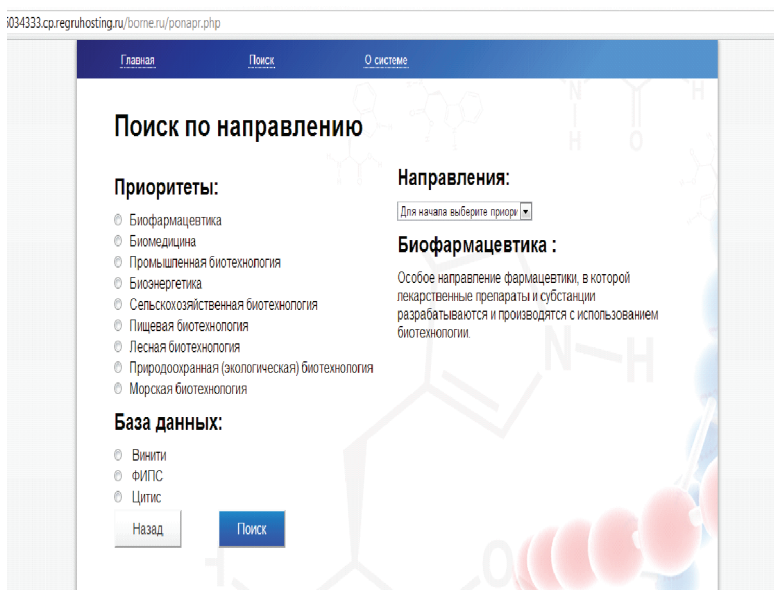 5034333.cp.regruhosting.ru/borne.ru/ponapr.php
Главная Поиск О системе
Поиск по направлению
Приоритеты:
Биофармацевтика
Биомедицина
Промышленная биотехнология
Биоэнергетика
Сельскохозяйственная биотехнология
Пищевая биотехнология
Лесная биотехнология
Природоохранная (экологическая) биотехнология
Морская биотехнология
База данных:
Винити
ФИПС
Цитис
Назад Поиск
Направления:
Для начала выберите приори
Биофармацевтика :
Особое направление фармацевтики, в которой
лекарственные препараты и субстанции
разрабатываются и производятся с использованием
биотехнологии.
N
H
O
H
N
H
O